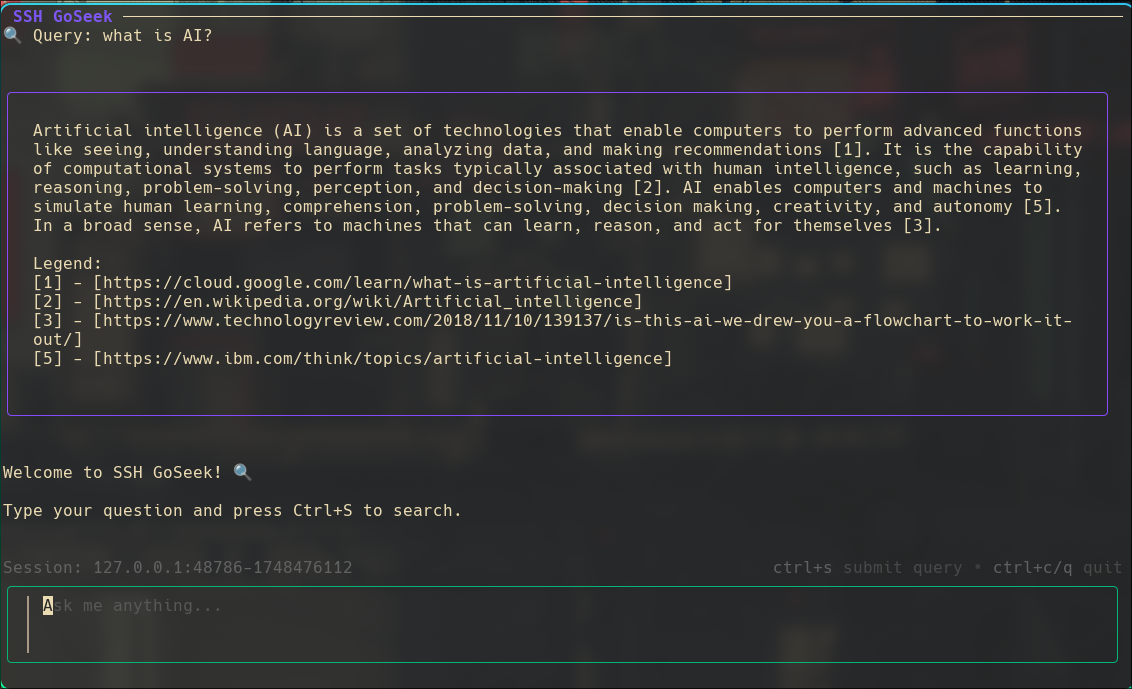 SSH GoSeek
🔍 Query: what is AI?
Artificial intelligence (AI) is a set of technologies that enable computers to perform advanced functions
like seeing, understanding language, analyzing data, and making recommendations [1]. It is the capability
of computational systems to perform tasks typically associated with human intelligence, such as learning,
reasoning, problem-solving, perception, and decision-making [2]. AI enables computers and machines to
simulate human learning, comprehension, problem-solving, decision making, creativity, and autonomy [5].
In a broad sense, AI refers to machines that can learn, reason, and act for themselves [3].
Legend:
[1] - [https://cloud.google.com/learn/what-is-artificial-intelligence]
[2] - [https://en.wikipedia.org/wiki/Artificial_intelligence]
[3] - [https://www.technologyreview.com/2018/11/10/139137/is-this-ai-we-drew-you-a-flowchart-to-work-it-
out/]
[5] - [https://www.ibm.com/think/topics/artificial-intelligence]
Welcome to SSH GoSeek! 🔍
Type your question and press Ctrl+S to search.
Session: 127.0.0.1:48786-1748476112 ctrl+s submit query • ctrl+c/q quit
Ask me anything...